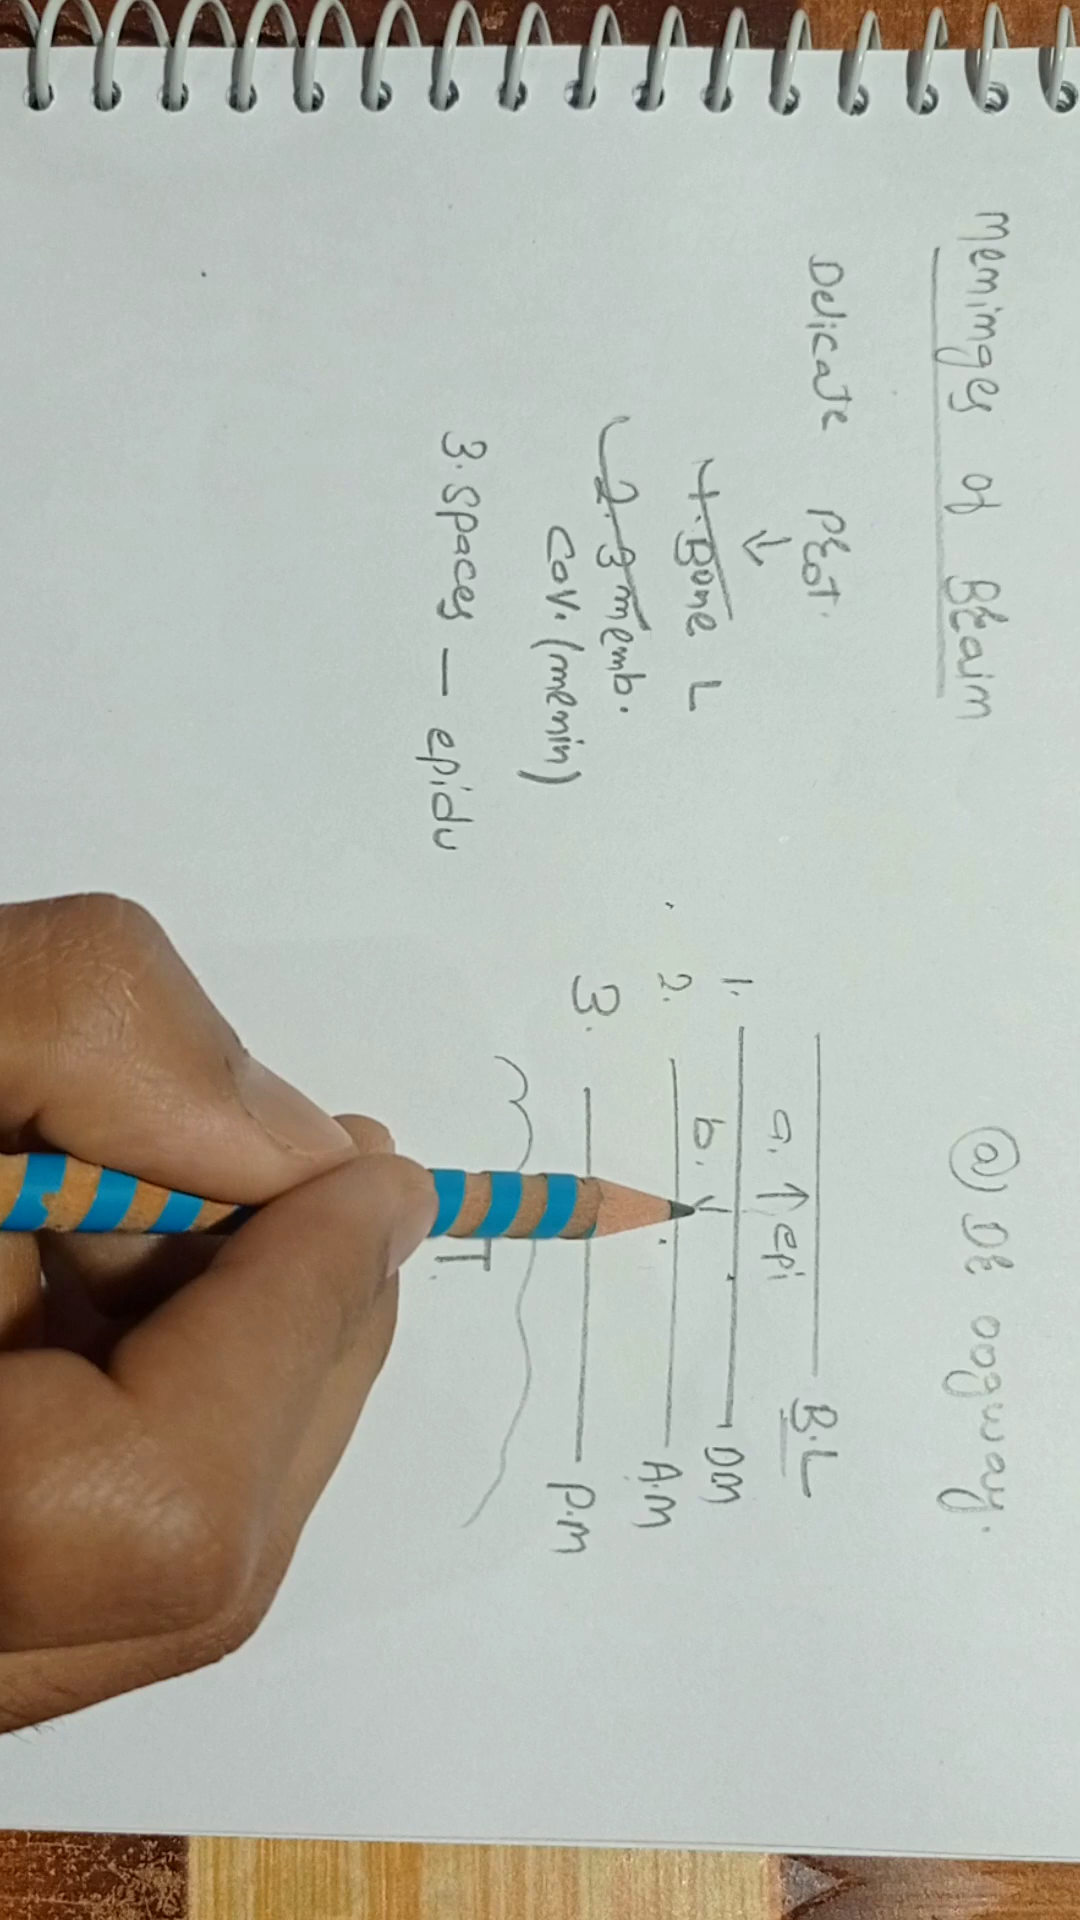 Meninges of Brain
@) Dr oogway.
Delicate prot.
↓
1. Bone L
2. 3 memb.
cov. (menin)
3. spaces — epidu
B.L
a. ↑ epi
1. DM
b. ↓
2. A.M
3. P.M
T.